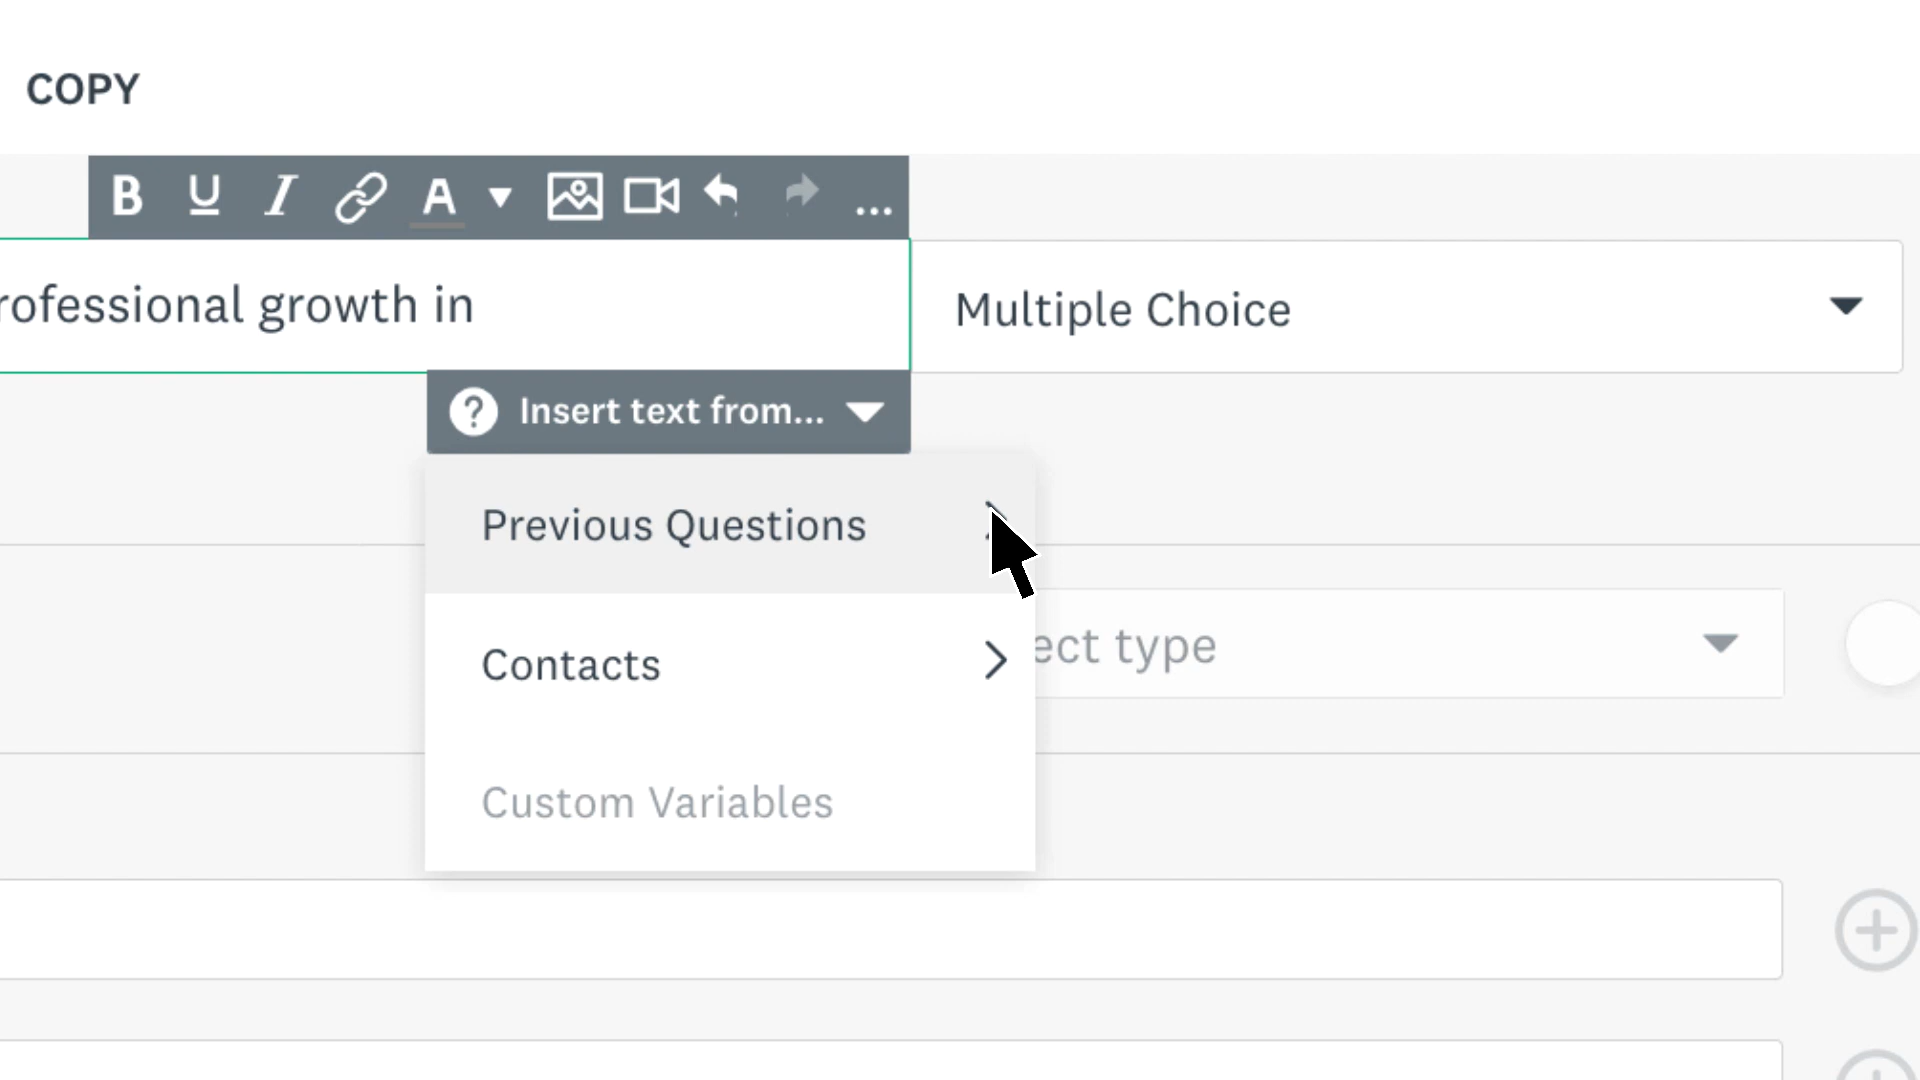 COPY
B U I A ...
rofessional growth in
Multiple Choice
? Insert text from...
Previous Questions
Contacts
ect type
Custom Variables